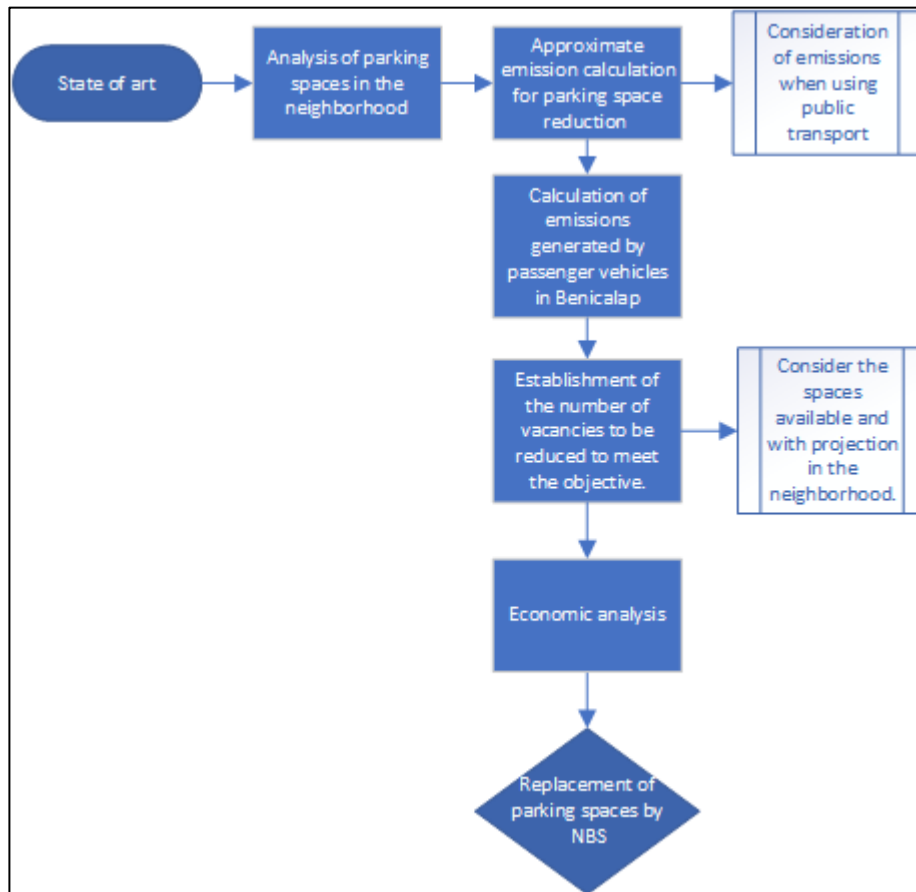 State of art
Analysis of parking
spaces in the
neighborhood
Approximate
emission calculation
for parking space
reduction
Consideration
of emissions
when using
public
transport
Calculation of
emissions
generated by
passenger vehicles
in Benicalap
Establishment of
the number of
vacancies to be
reduced to meet
the objective.
Consider the
spaces
available and
with projection
in the
neighborhood.
Economic analysis
Replacement of
parking spaces by
NBS